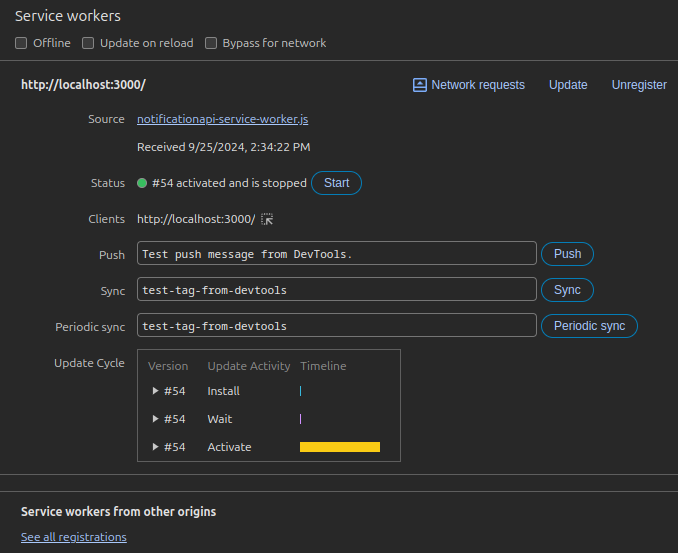 Service workers
Offline Update on reload Bypass for network
http://localhost:3000/ Network requests Update Unregister
Source notificationapi-service-worker.js
Received 9/25/2024, 2:34:22 PM
Status #54 activated and is stopped Start
Clients http://localhost:3000/
Push Test push message from DevTools. Push
Sync test-tag-from-devtools Sync
Periodic sync test-tag-from-devtools Periodic sync
Update Cycle Version Update Activity Timeline
#54 Install
#54 Wait
#54 Activate
Service workers from other origins
See all registrations